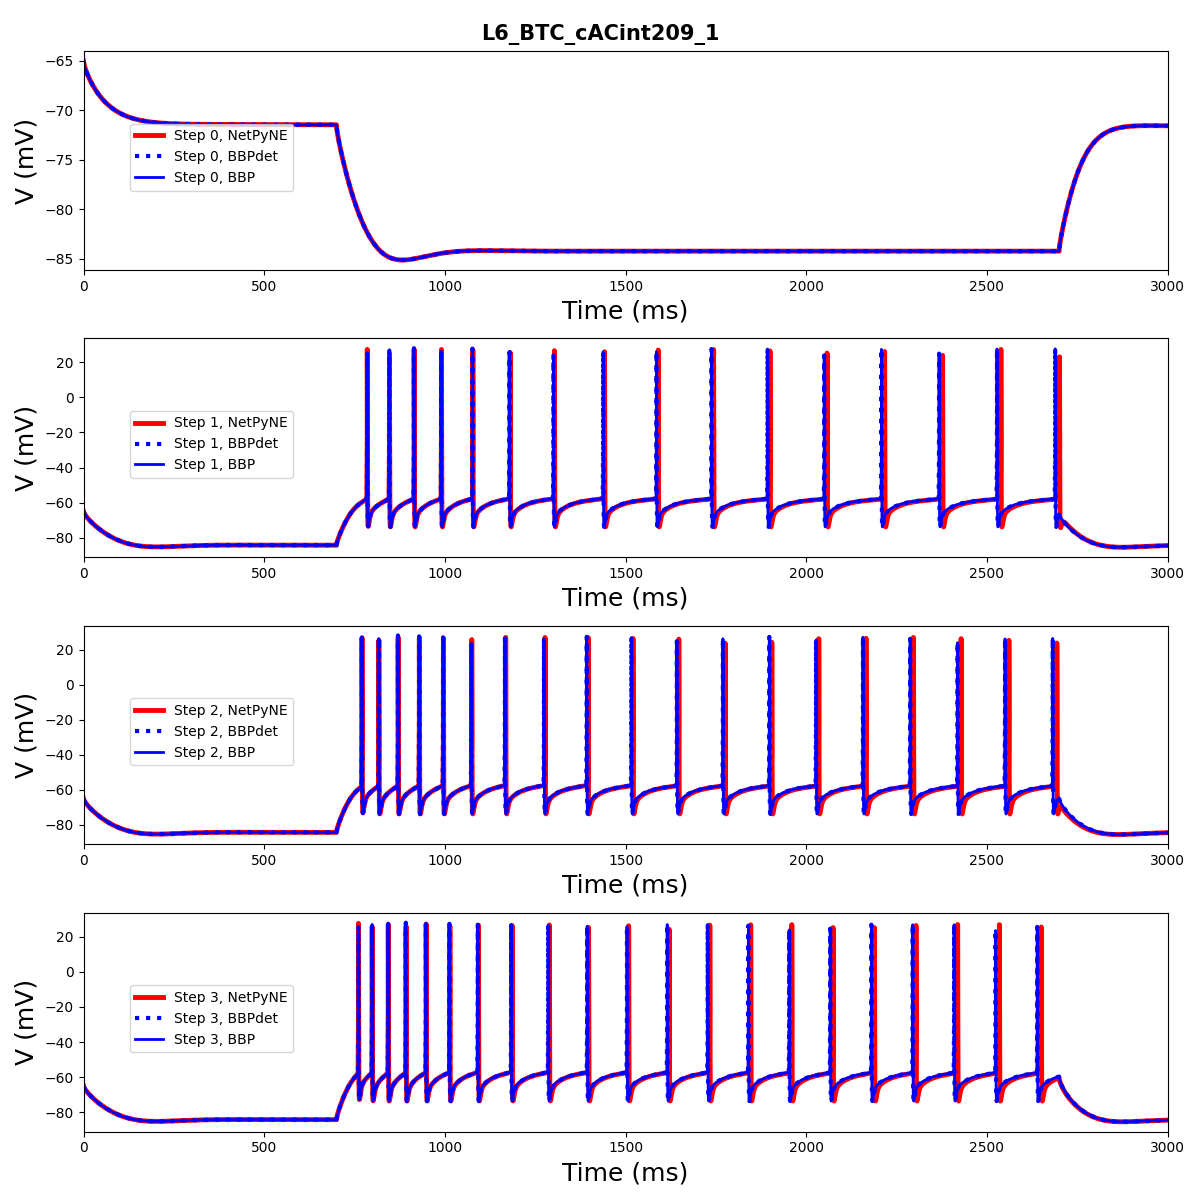 L6_BTC_cACint209_1
−65
−70
−75
−80
−85
V (mV)
Step 0, NetPyNE
Step 0, BBPdet
Step 0, BBP
0 500 1000 1500 2000 2500 3000
Time (ms)
20
0
−20
−40
−60
−80
V (mV)
Step 1, NetPyNE
Step 1, BBPdet
Step 1, BBP
0 500 1000 1500 2000 2500 3000
Time (ms)
20
0
−20
−40
−60
−80
V (mV)
Step 2, NetPyNE
Step 2, BBPdet
Step 2, BBP
0 500 1000 1500 2000 2500 3000
Time (ms)
20
0
−20
−40
−60
−80
V (mV)
Step 3, NetPyNE
Step 3, BBPdet
Step 3, BBP
0 500 1000 1500 2000 2500 3000
Time (ms)